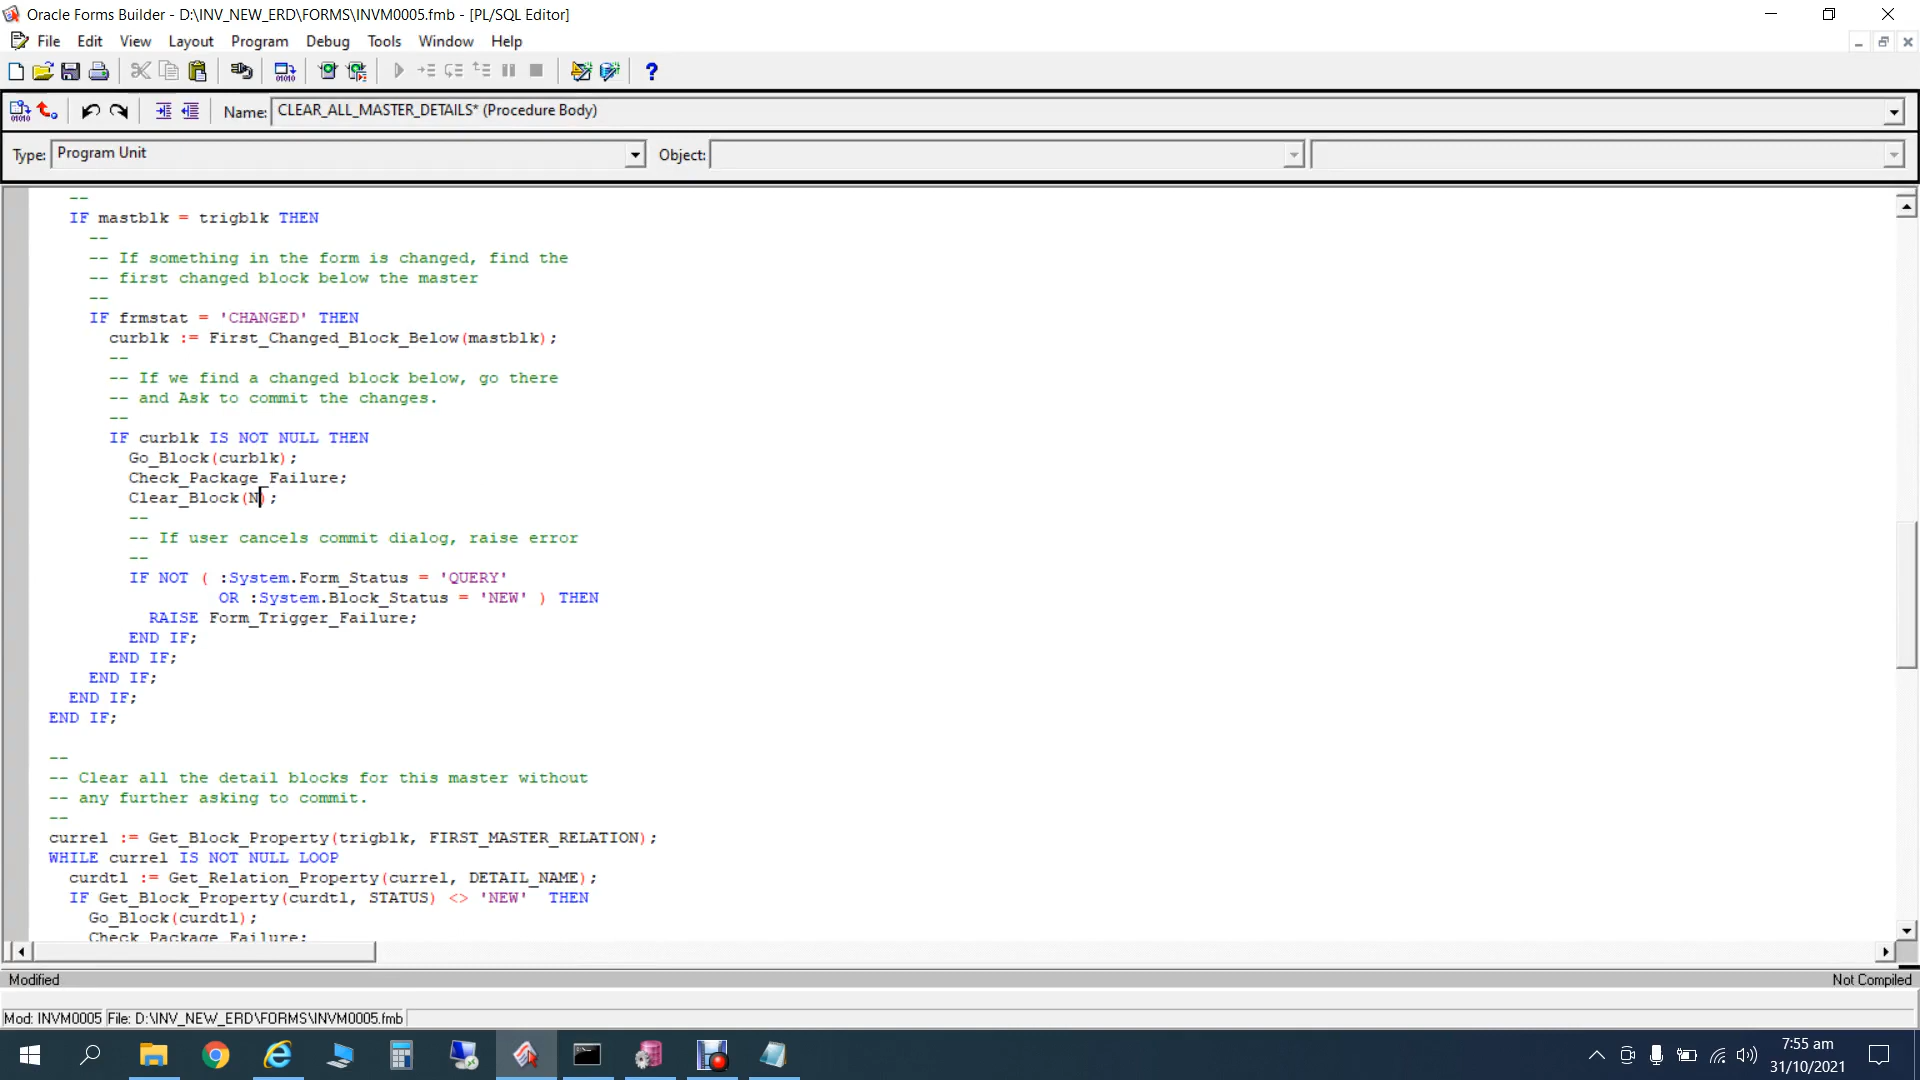 Oracle Forms Builder - D:\INV_NEW_ERD\FORMS\INVM0005.fmb - [PL/SQL Editor]
File Edit View Layout Program Debug Tools Window Help
Name: CLEAR_ALL_MASTER_DETAILS* (Procedure Body)
Type: Program Unit Object:
--
IF mastblk = trigblk THEN
--
-- If something in the form is changed, find the
-- first changed block below the master
--
IF frmstat = 'CHANGED' THEN
curblk := First_Changed_Block_Below(mastblk);
--
-- If we find a changed block below, go there
-- and Ask to commit the changes.
--
IF curblk IS NOT NULL THEN
Go_Block(curblk);
Check_Package_Failure;
Clear_Block(N);
--
-- If user cancels commit dialog, raise error
--
IF NOT ( :System.Form_Status = 'QUERY'
OR :System.Block_Status = 'NEW' ) THEN
RAISE Form_Trigger_Failure;
END IF;
END IF;
END IF;
END IF;
END IF;
--
-- Clear all the detail blocks for this master without
-- any further asking to commit.
--
currel := Get_Block_Property(trigblk, FIRST_MASTER_RELATION);
WHILE currel IS NOT NULL LOOP
curdtl := Get_Relation_Property(currel, DETAIL_NAME);
IF Get_Block_Property(curdtl, STATUS) <> 'NEW' THEN
Go_Block(curdtl);
Check_Package_Failure;
Modified Not Compiled
Mod: INVM0005 File: D:\INV_NEW_ERD\FORMS\INVM0005.fmb
7:55 am
31/10/2021